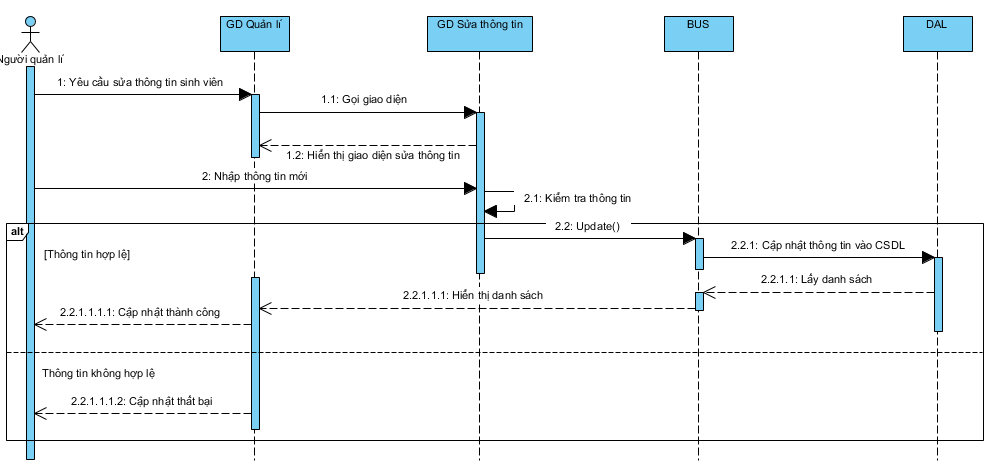 GD Quản lí
GD Sửa thông tin
BUS
DAL
Người quản lí
1: Yêu cầu sửa thông tin sinh viên
1.1: Gọi giao diện
1.2: Hiển thị giao diện sửa thông tin
2: Nhập thông tin mới
2.1: Kiểm tra thông tin
alt
2.2: Update()
[Thông tin hợp lệ]
2.2.1: Cập nhật thông tin vào CSDL
2.2.1.1: Lấy danh sách
2.2.1.1.1: Hiển thị danh sách
2.2.1.1.1.1: Cập nhật thành công
Thông tin không hợp lệ
2.2.1.1.1.2: Cập nhật thất bại